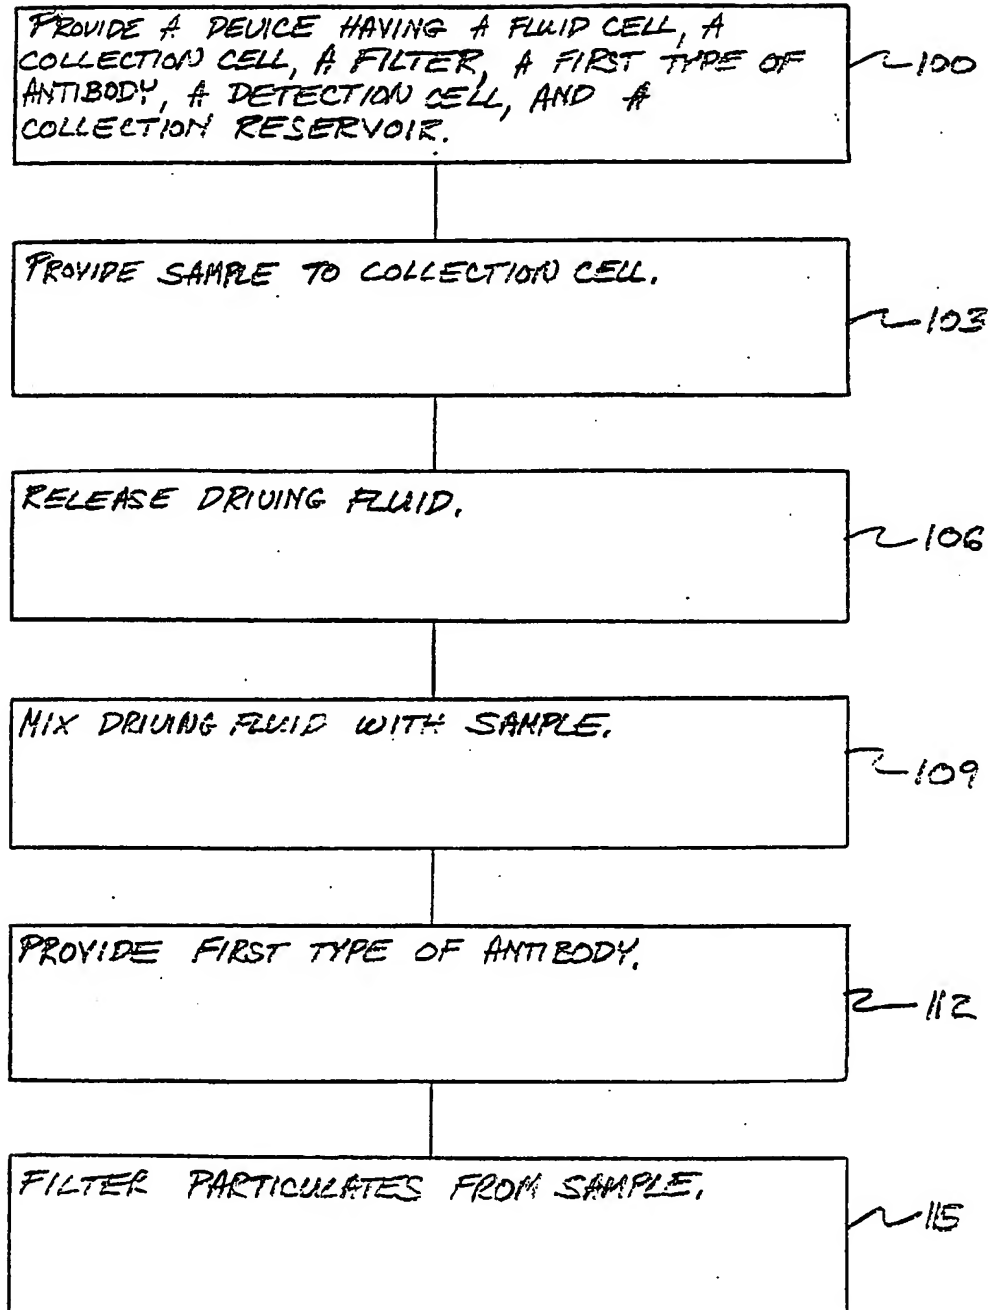 PROVIDE A DEVICE HAVING A FLUID CELL, A
COLLECTION CELL, A FILTER, A FIRST TYPE OF
ANTIBODY, A DETECTION CELL, AND A
COLLECTION RESERVOIR.
100
PROVIDE SAMPLE TO COLLECTION CELL.
103
RELEASE DRIVING FLUID.
106
MIX DRIVING FLUID WITH SAMPLE.
109
PROVIDE FIRST TYPE OF ANTIBODY.
112
FILTER PARTICULATES FROM SAMPLE.
115